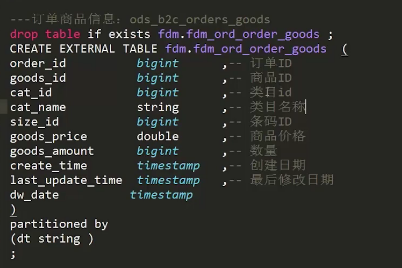 ---订单商品信息: ods_b2c_orders_goods
drop table if exists fdm.fdm_ord_order_goods ;
CREATE EXTERNAL TABLE fdm.fdm_ord_order_goods  (
order_id          bigint      ,-- 订单ID
goods_id          bigint      ,-- 商品ID
cat_id            bigint      ,-- 类目id
cat_name          string      ,-- 类目名称
size_id           bigint      ,-- 条码ID
goods_price       double      ,-- 商品价格
goods_amount      bigint      ,-- 数量
create_time       timestamp   ,-- 创建日期
last_update_time  timestamp   ,-- 最后修改日期
dw_date          timestamp
)
partitioned by
(dt string )
;